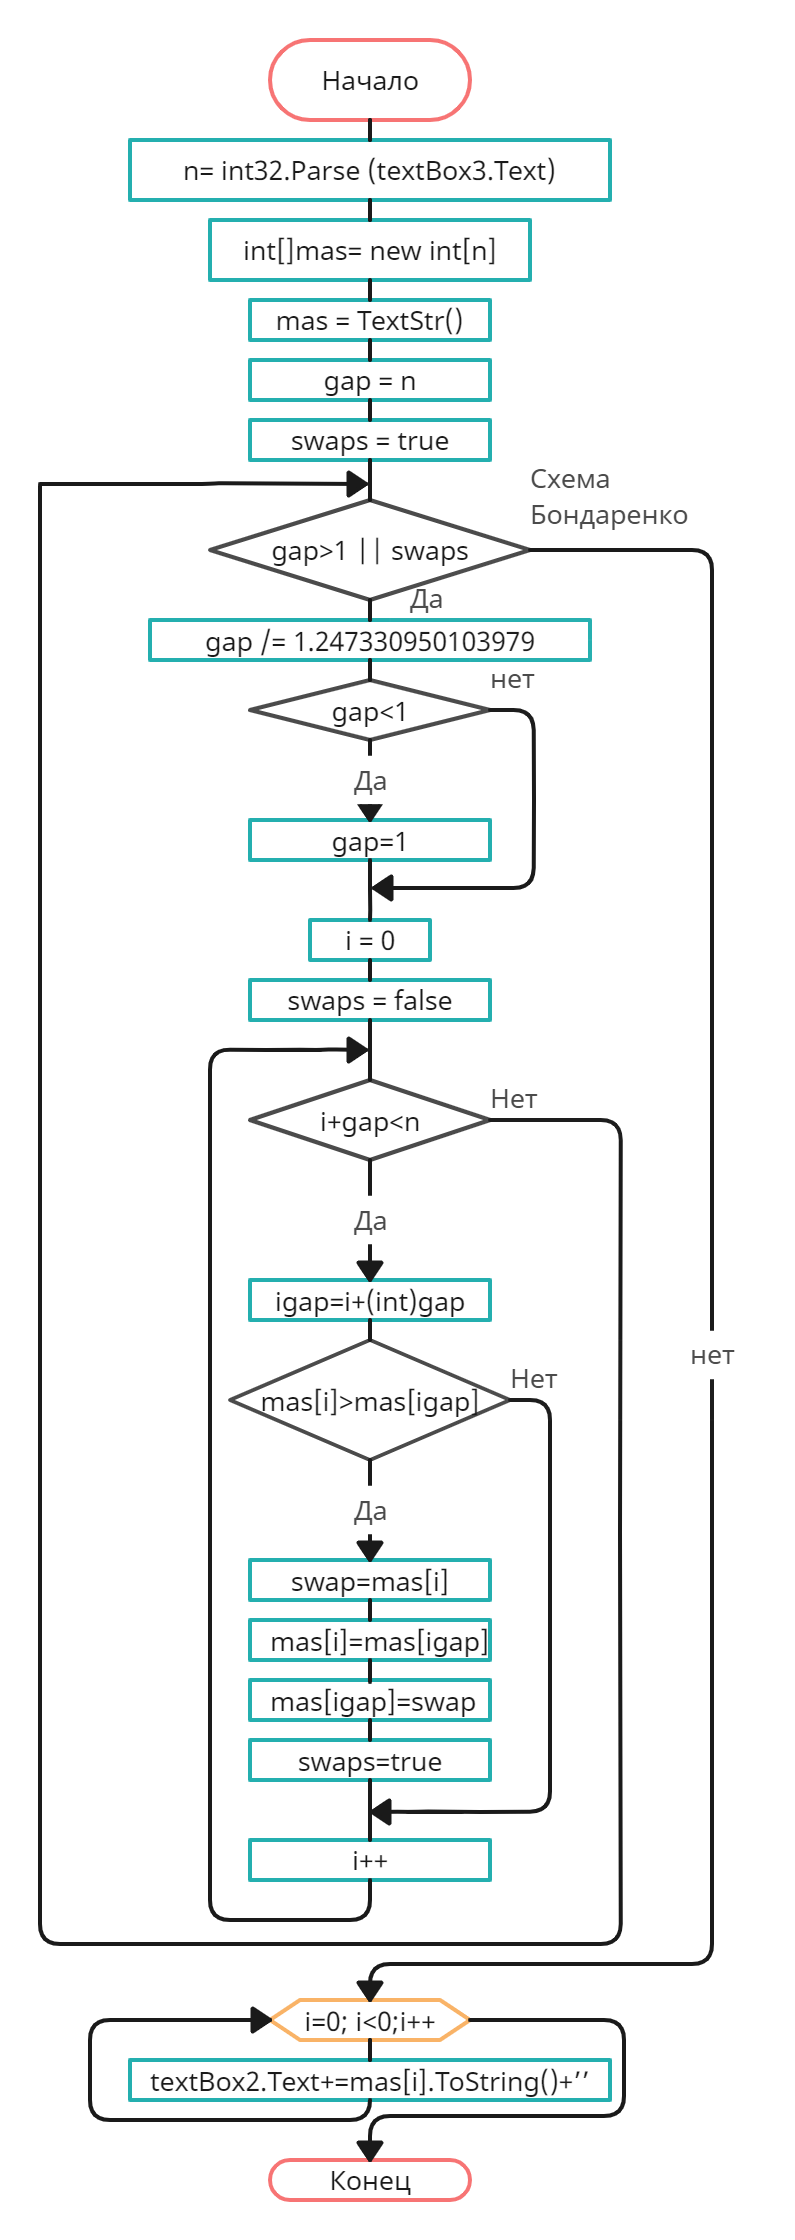 Начало
n= int32.Parse (textBox3.Text)
int[]mas= new int[n]
mas = TextStr()
gap = n
swaps = true
Схема
Бондаренко
gap>1 || swaps
Да
gap /= 1.247330950103979
нет
gap<1
Да
gap=1
i = 0
swaps = false
Нет
i+gap<n
Да
igap=i+(int)gap
нет
Нет
mas[i]>mas[igap]
Да
swap=mas[i]
mas[i]=mas[igap]
mas[igap]=swap
swaps=true
i++
i=0; i<0;i++
textBox2.Text+=mas[i].ToString()+’’
Конец